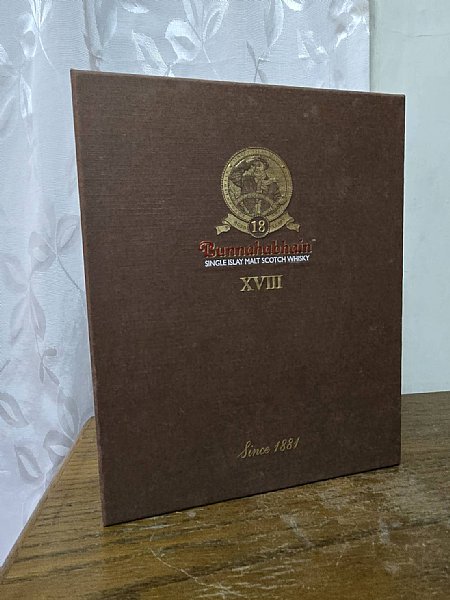 18
Bunnahabhain
SINGLE ISLAY MALT SCOTCH WHISKY
XVIII
Since 1881